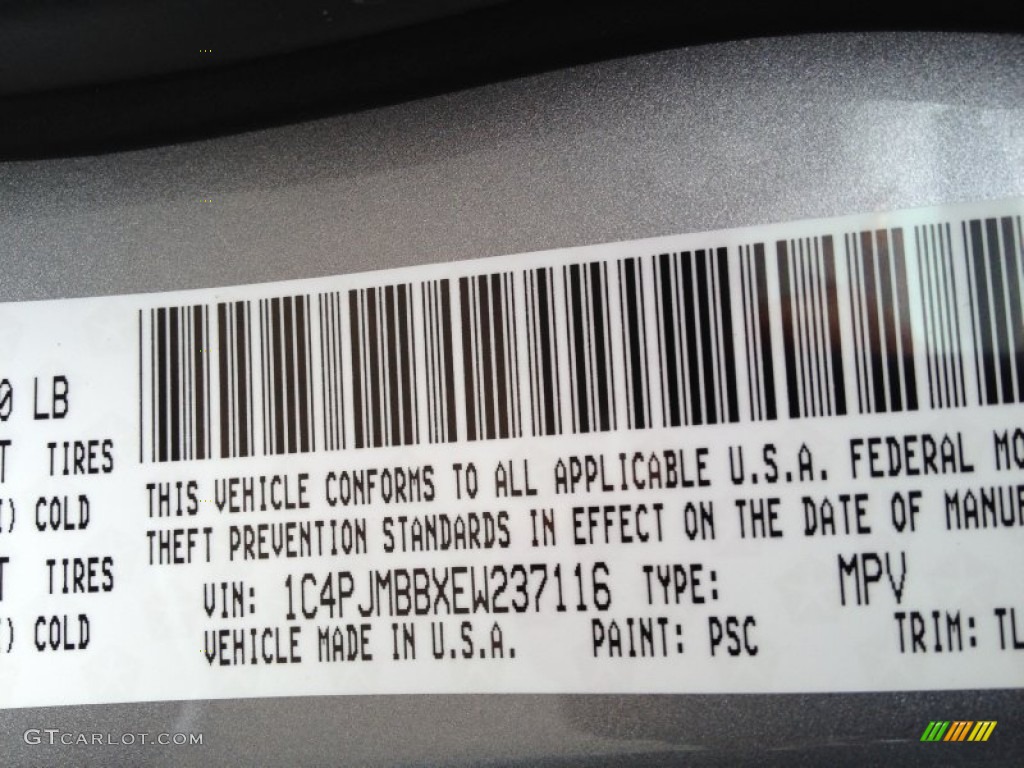 0 LB
T TIRES
) COLD
T TIRES
) COLD
THIS VEHICLE CONFORMS TO ALL APPLICABLE U.S.A. FEDERAL MO
THEFT PREVENTION STANDARDS IN EFFECT ON THE DATE OF MANUF
VIN: 1C4PJMBBXEW237116 TYPE: MPV
VEHICLE MADE IN U.S.A. PAINT: PSC TRIM: TL
GTCARLOT.COM